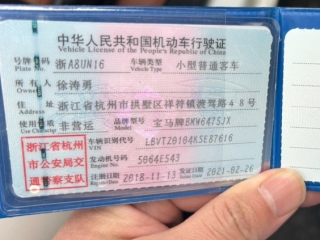 中华人民共和国机动车行驶证
Vehicle License of the People's Republic of China
号牌号码 浙A8UN16 车辆类型 Vehicle Type 小型普通客车
所有人 Owner 徐涛勇
住址 Address 浙江省杭州市拱墅区祥符镇渡驾路48号
使用性质 Use Character 非营运 品牌型号 Model 宝马牌BMW6475JX
车辆识别代号 VIN LBVTZ0104KSE87616
发动机号码 Engine No. 5064E543
注册日期 Register Date 2018-11-13 发证日期 Issue Date 2021-02-26
浙江省杭州
市公安局交
通警察支队